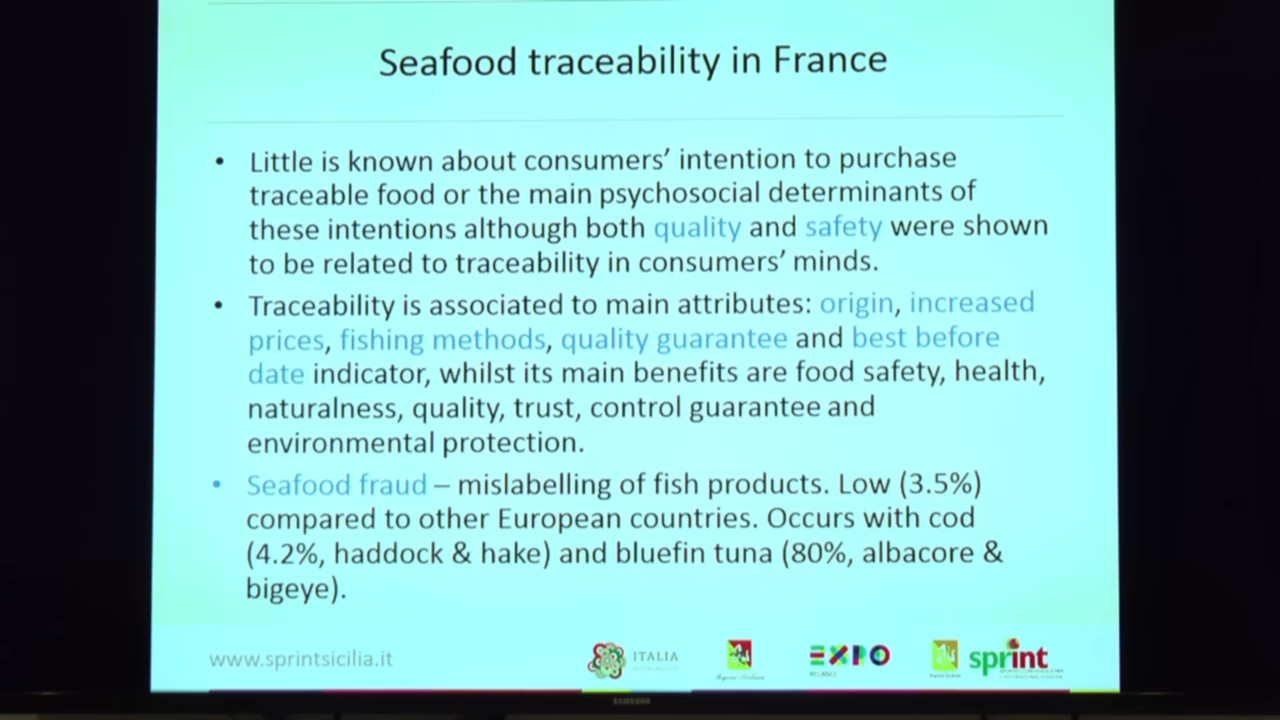 Seafood traceability in France
• Little is known about consumers’ intention to purchase
traceable food or the main psychosocial determinants of
these intentions although both quality and safety were shown
to be related to traceability in consumers’ minds.
• Traceability is associated to main attributes: origin, increased
prices, fishing methods, quality guarantee and best before
date indicator, whilst its main benefits are food safety, health,
naturalness, quality, trust, control guarantee and
environmental protection.
• Seafood fraud – mislabelling of fish products. Low (3.5%)
compared to other European countries. Occurs with cod
(4.2%, haddock & hake) and bluefin tuna (80%, albacore &
bigeye).
www.sprintsicilia.it
ITALIA
EXPO
sprint
SAMSUNG